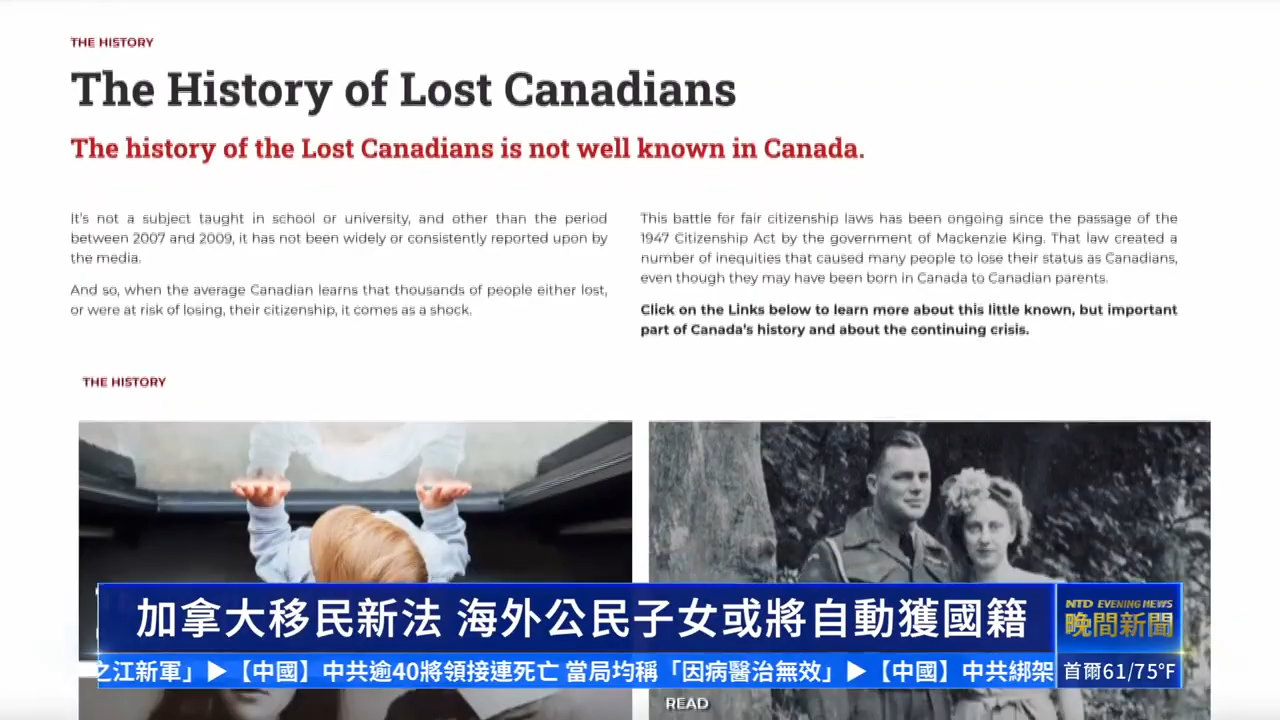 THE HISTORY
The History of Lost Canadians
The history of the Lost Canadians is not well known in Canada.
It's not a subject taught in school or university, and other than the period
between 2007 and 2009, it has not been widely or consistently reported upon by
the media.
And so, when the average Canadian learns that thousands of people either lost,
or were at risk of losing, their citizenship, it comes as a shock.
This battle for fair citizenship laws has been ongoing since the passage of the
1947 Citizenship Act by the government of Mackenzie King. That law created a
number of inequities that caused many people to lose their status as Canadians,
even though they may have been born in Canada to Canadian parents.
Click on the Links below to learn more about this little known, but important
part of Canada's history and about the continuing crisis.
THE HISTORY
加拿大移民新法 海外公民子女或將自動獲國籍
NTD EVENING NEWS
晚間新聞
之江新軍」▶【中國】中共逾40將領接連死亡 當局均稱「因病醫治無效」▶【中國】中共綁架
首爾61/75°F
READ